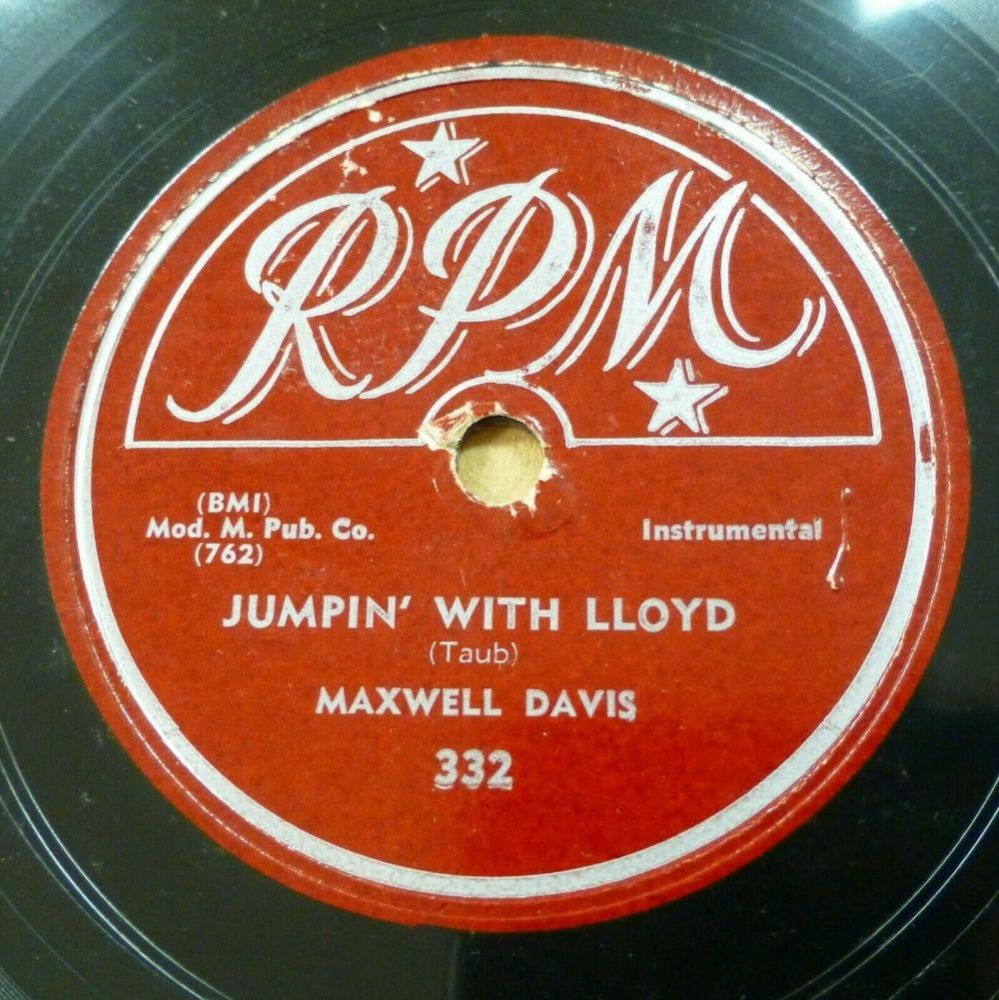 RPM
(BMI)
Mod. M. Pub. Co.
(762)
Instrumental
JUMPIN' WITH LLOYD
(Taub)
MAXWELL DAVIS
332